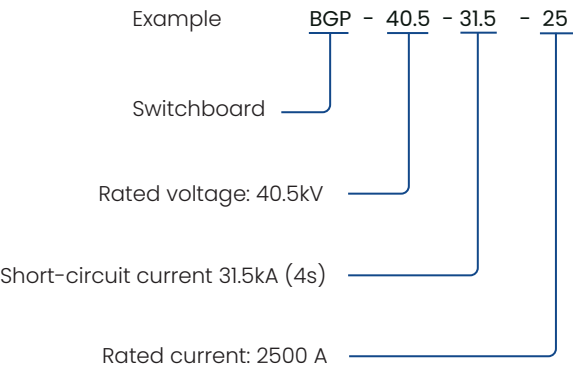 Example BGP - 40.5 - 31.5 - 25
Switchboard
Rated voltage: 40.5kV
Short-circuit current 31.5kA (4s)
Rated current: 2500 A